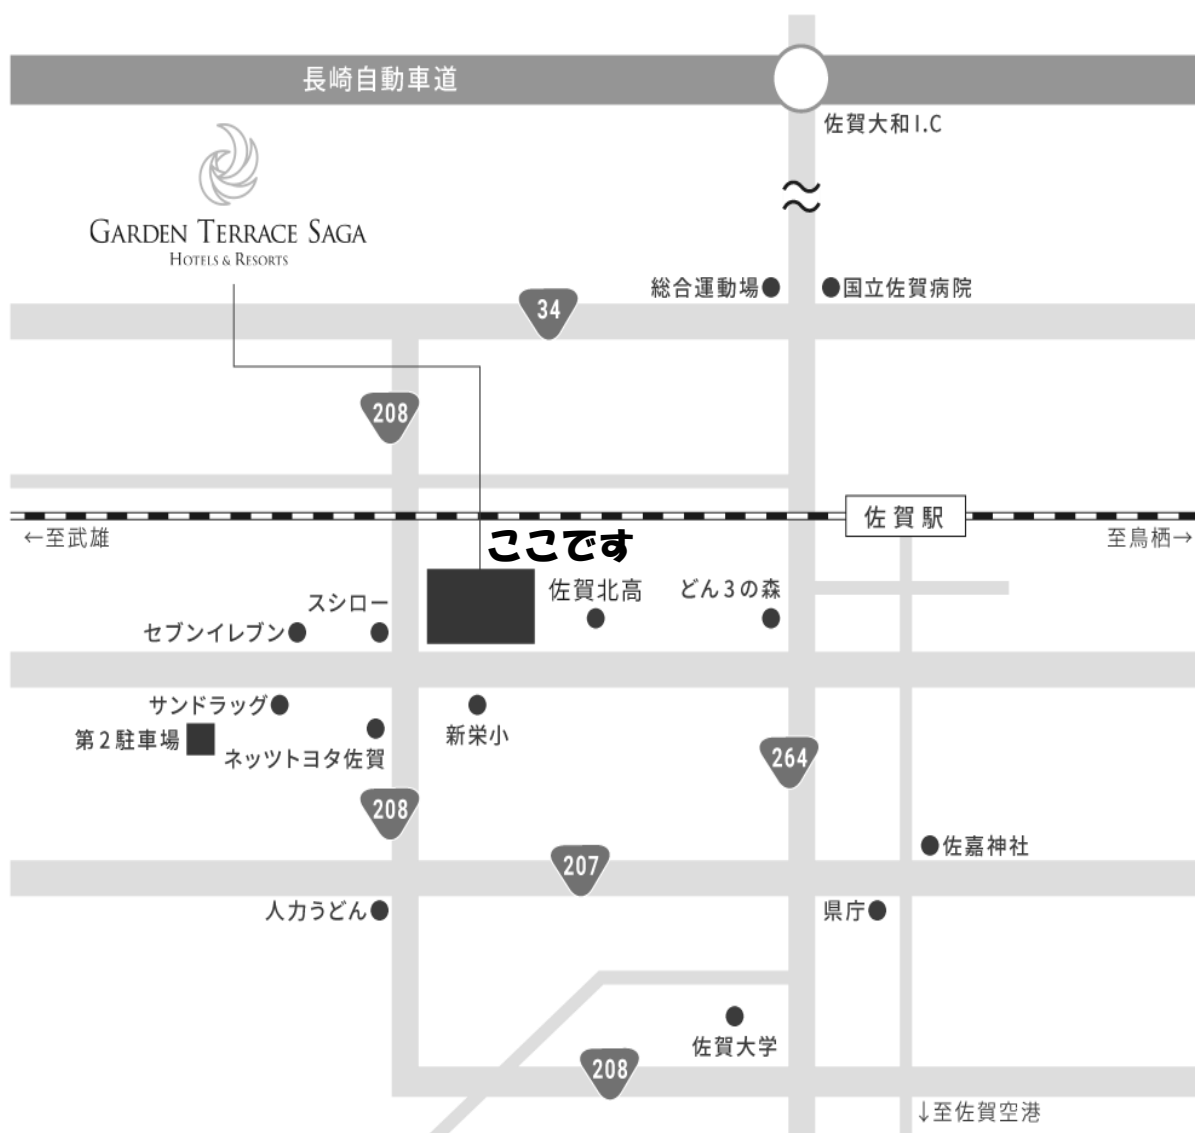 長崎自動車道
佐賀大和I.C
GARDEN TERRACE SAGA
HOTELS & RESORTS
総合運動場
国立佐賀病院
34
208
佐賀駅
←至武雄
至鳥栖→
ここです
佐賀北高
どん3の森
スシロー
セブンイレブン
サンドラッグ
第2駐車場
ネッツトヨタ佐賀
新栄小
264
208
207
佐嘉神社
人力うどん
県庁
佐賀大学
208
↓至佐賀空港